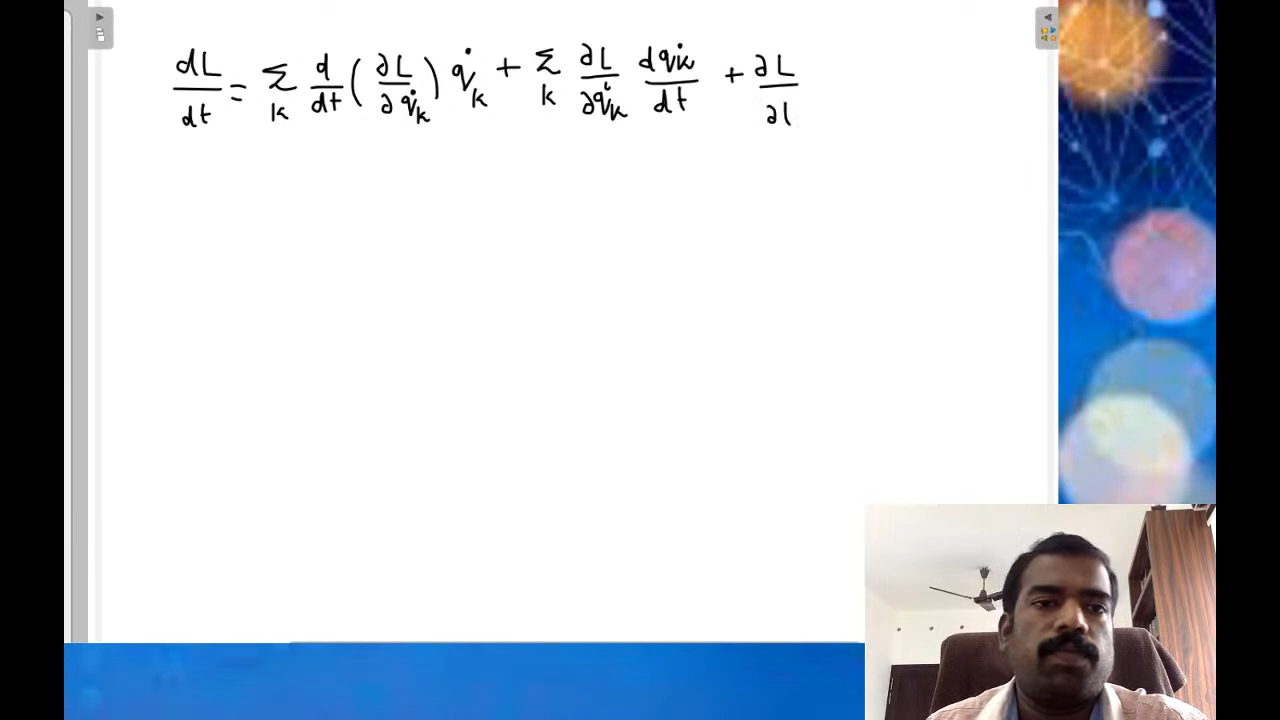 dL/dt = Σ_k d/dt (∂L/∂q̇_k) q̇_k + Σ_k ∂L/∂q̇_k dq̇_k/dt + ∂L/∂l